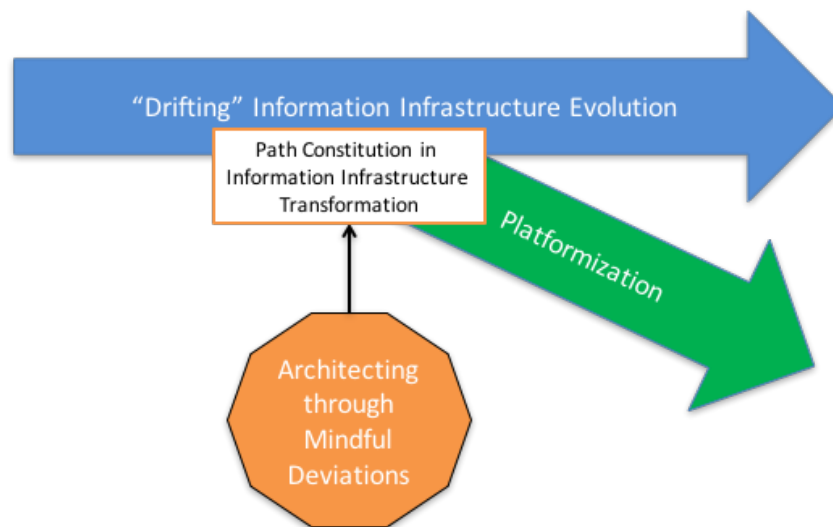 “Drifting” Information Infrastructure Evolution
Path Constitution in
Information Infrastructure
Transformation
Platformization
Architecting
through
Mindful
Deviations